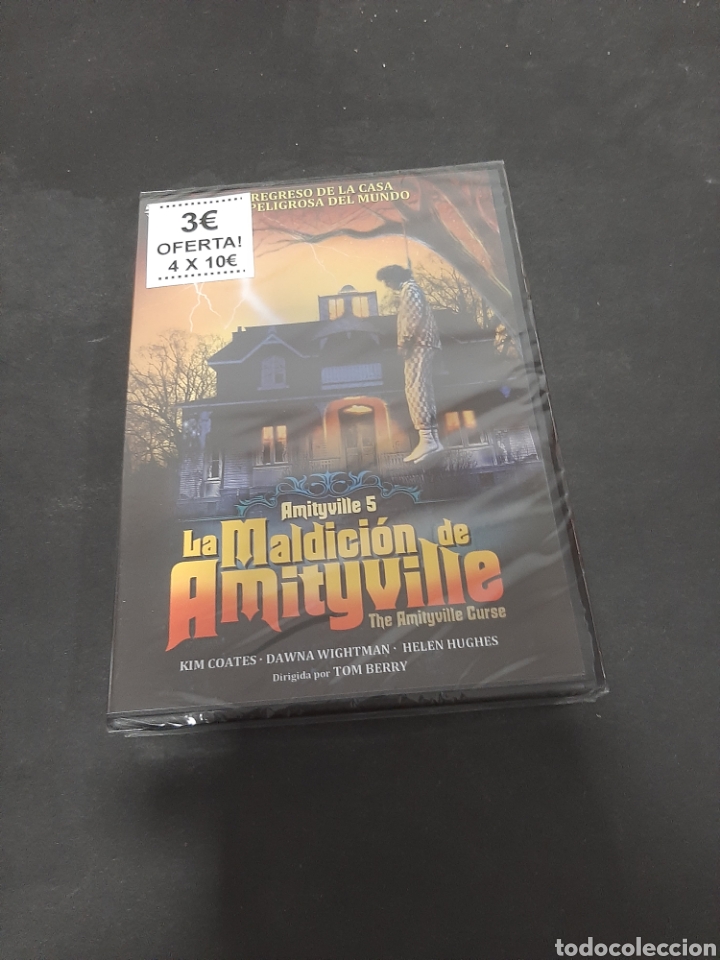 REGRESO DE LA CASA
PELIGROSA DEL MUNDO
3€
OFERTA!
4 X 10€
Amityville 5
La Maldición de
Amityville
The Amityville Curse
KIM COATES · DAWNA WIGHTMAN · HELEN HUGHES
Dirigida por TOM BERRY
todocoleccion